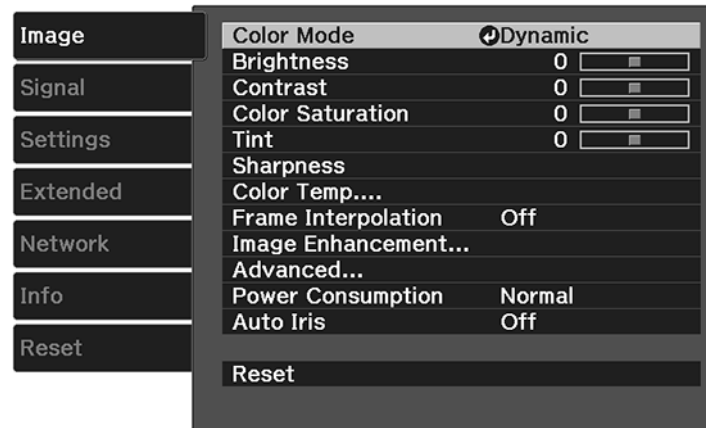 Image
Signal
Settings
Extended
Network
Info
Reset
Color Mode Dynamic
Brightness 0
Contrast 0
Color Saturation 0
Tint 0
Sharpness
Color Temp....
Frame Interpolation Off
Image Enhancement...
Advanced...
Power Consumption Normal
Auto Iris Off
Reset